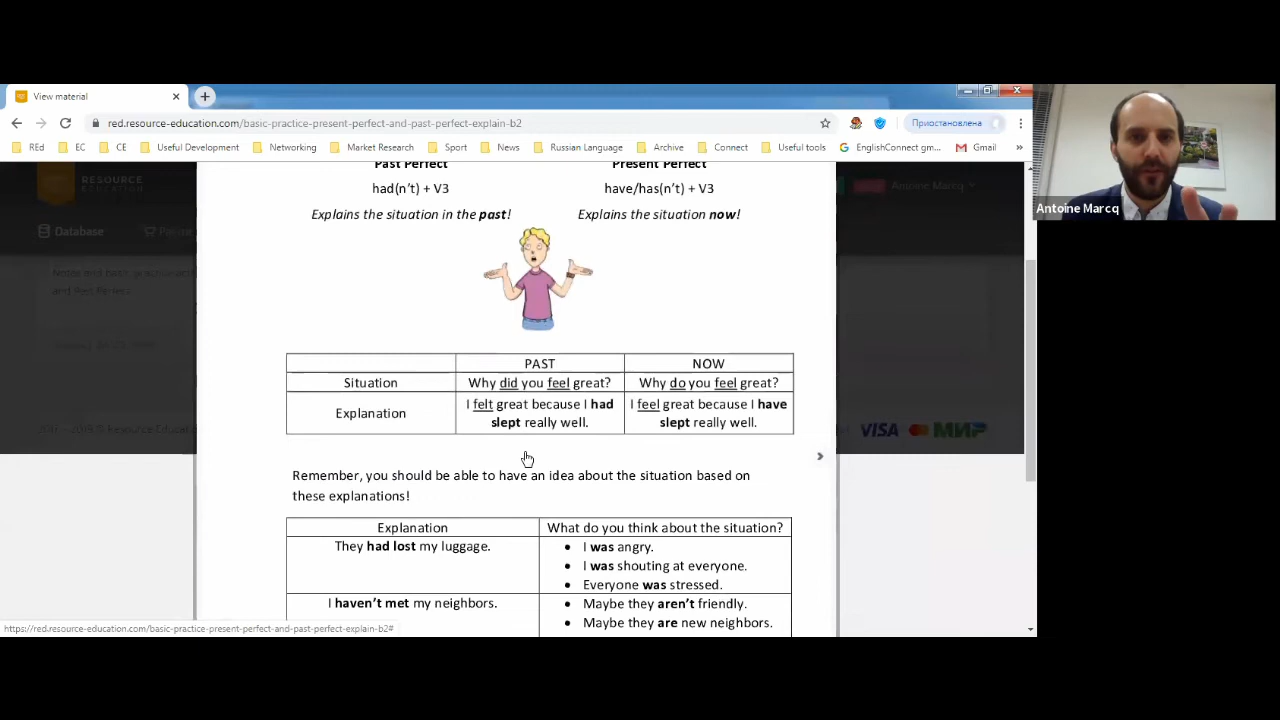 View material
red.resource-education.com/basic-practice-present-perfect-and-past-perfect-explain-b2
Приостановлена
REd EC CE Useful Development Networking Market Research Sport News Russian Language Archive Connect Useful tools EnglishConnect gm... Gmail »
RESOURCE
EDUCATION
Antoine Marcq
Database
Past Perfect Present Perfect
had(n't) + V3 have/has(n't) + V3
Explains the situation in the past! Explains the situation now!
PAST NOW
Situation Why did you feel great? Why do you feel great?
Explanation I felt great because I had slept really well. I feel great because I have slept really well.
VISA МИР
Remember, you should be able to have an idea about the situation based on
these explanations!
Explanation What do you think about the situation?
They had lost my luggage. • I was angry.
• I was shouting at everyone.
• Everyone was stressed.
I haven't met my neighbors. • Maybe they aren't friendly.
• Maybe they are new neighbors.
https://red.resource-education.com/basic-practice-present-perfect-and-past-perfect-explain-b2#
Antoine Marcq